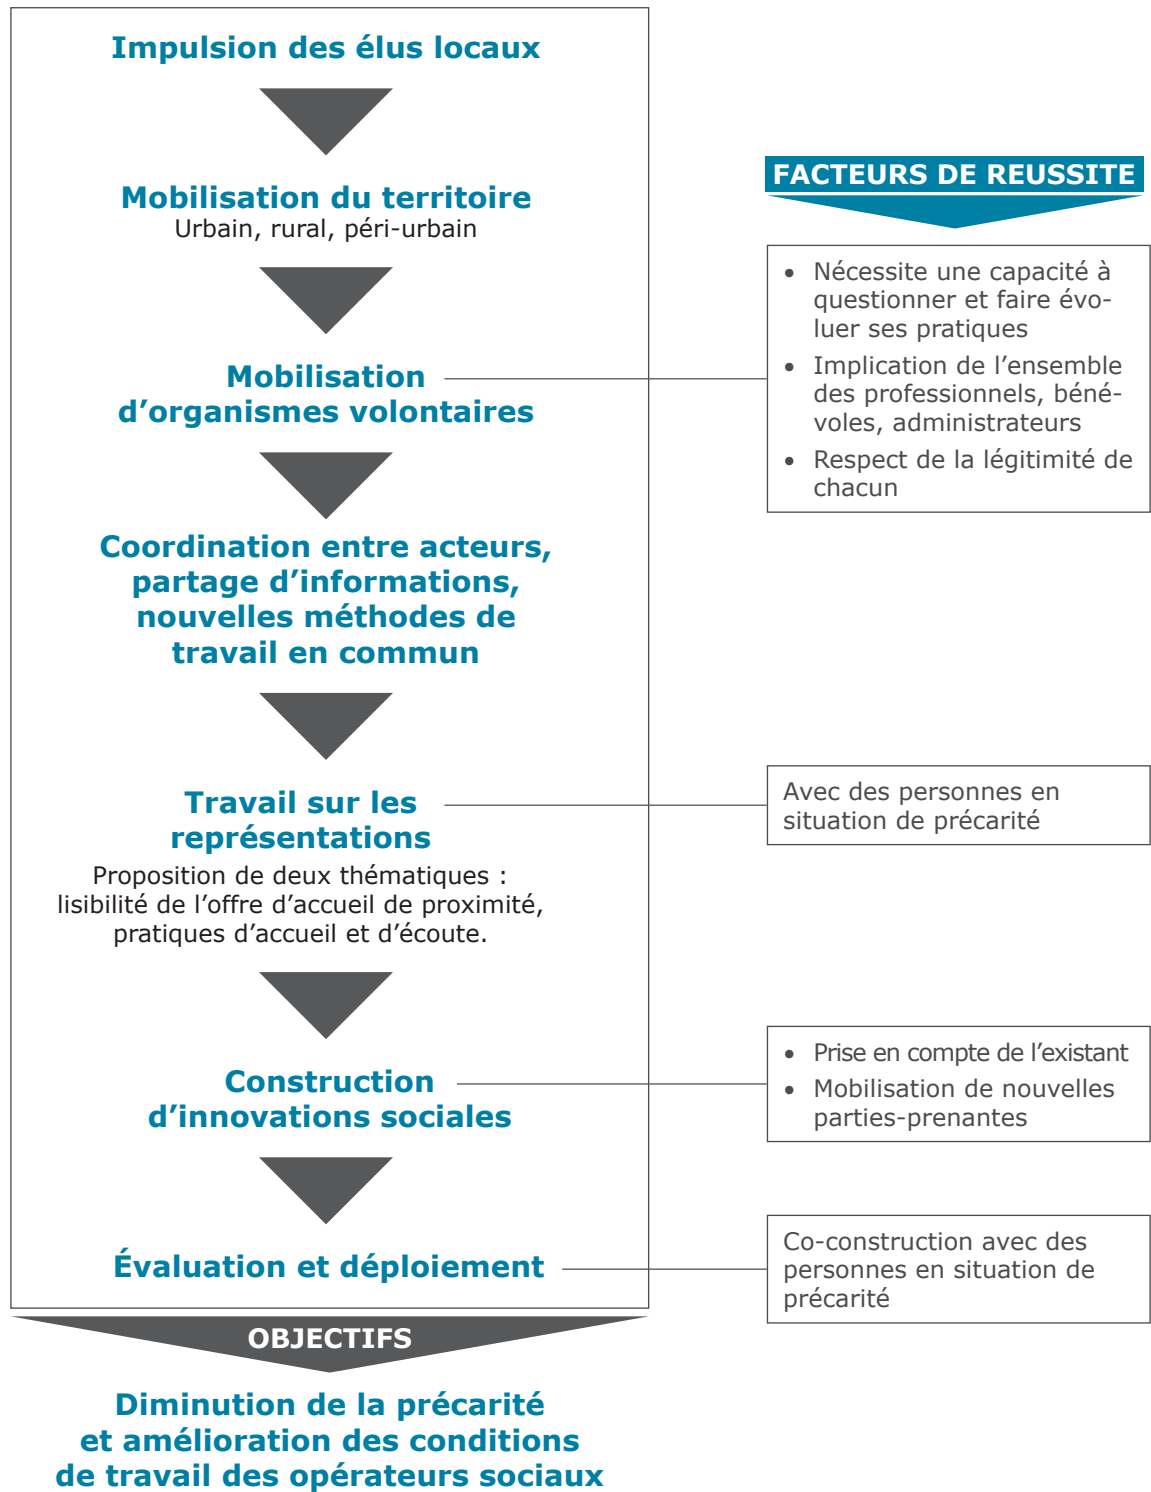 Impulsion des élus locaux
Mobilisation du territoire
Urbain, rural, péri-urbain
Mobilisation
d’organismes volontaires
Coordination entre acteurs,
partage d’informations,
nouvelles méthodes de
travail en commun
Travail sur les
représentations
Proposition de deux thématiques :
lisibilité de l’offre d’accueil de proximité,
pratiques d’accueil et d’écoute.
Construction
d’innovations sociales
Évaluation et déploiement
OBJECTIFS
Diminution de la précarité
et amélioration des conditions
de travail des opérateurs sociaux
FACTEURS DE REUSSITE
• Nécessite une capacité à
questionner et faire évo-
luer ses pratiques
• Implication de l’ensemble
des professionnels, béné-
voles, administrateurs
• Respect de la légitimité de
chacun
Avec des personnes en
situation de précarité
• Prise en compte de l’existant
• Mobilisation de nouvelles
parties-prenantes
Co-construction avec des
personnes en situation de
précarité